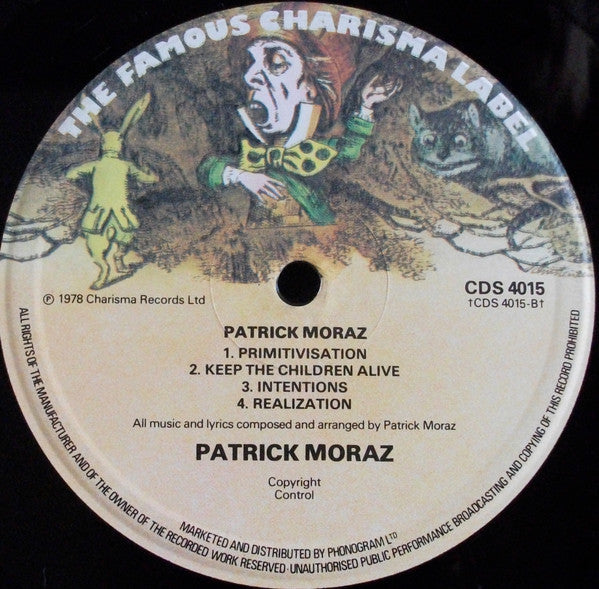 THE FAMOUS CHARISMA LABEL
℗ 1978 Charisma Records Ltd
CDS 4015
†CDS 4015-B†
PATRICK MORAZ
1. PRIMITIVISATION
2. KEEP THE CHILDREN ALIVE
3. INTENTIONS
4. REALIZATION
All music and lyrics composed and arranged by Patrick Moraz
PATRICK MORAZ
Copyright
Control
MARKETED AND DISTRIBUTED BY PHONOGRAM LTD
ALL RIGHTS OF THE MANUFACTURER AND OF THE OWNER OF THE RECORDED WORK RESERVED·UNAUTHORISED PUBLIC PERFORMANCE BROADCASTING AND COPYING OF THIS RECORD PROHIBITED